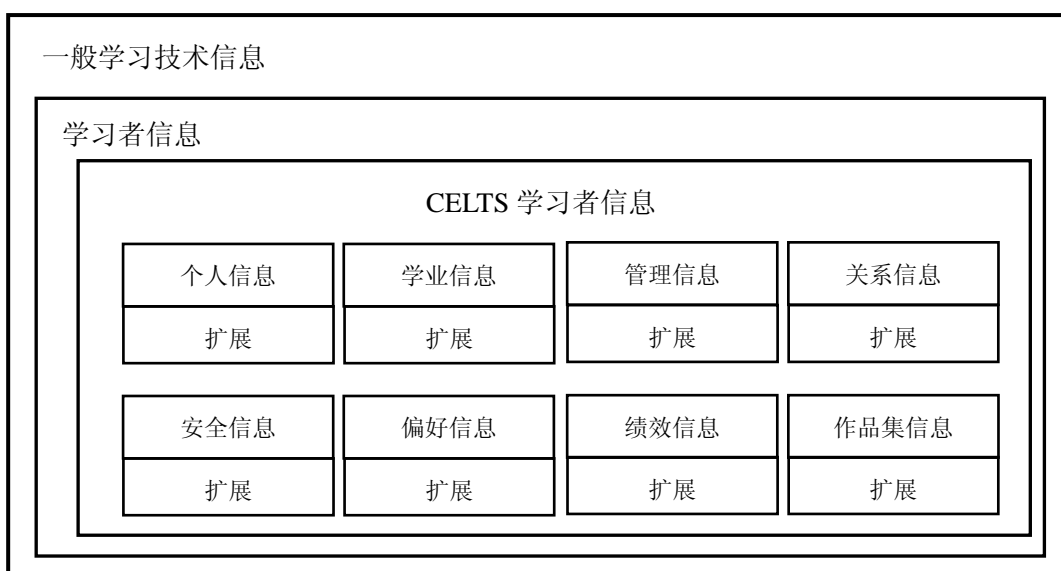 一般学习技术信息
学习者信息
CELTS 学习者信息
个人信息 学业信息 管理信息 关系信息
扩展 扩展 扩展 扩展
安全信息 偏好信息 绩效信息 作品集信息
扩展 扩展 扩展 扩展